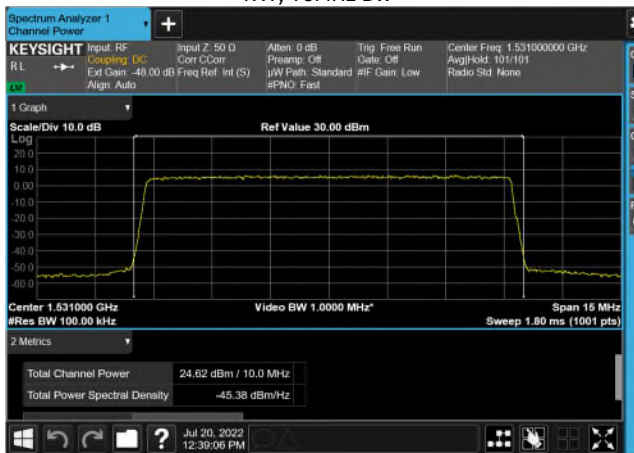 Spectrum Analyzer 1
Channel Power
KEYSIGHT
RL
Input: RF
Coupling: DC
Ext Gain: -48.00 dB
Align: Auto
Input Z: 50 Ω
Corr CCorr
Freq Ref: Int (S)
Atten: 0 dB
Preamp: Off
µW Path: Standard
#PNO: Fast
Trig: Free Run
Gate: Off
#IF Gain: Low
Center Freq: 1.531000000 GHz
Avg|Hold: 101/101
Radio Std: None
1 Graph
Scale/Div 10.0 dB
Ref Value 30.00 dBm
Log
20.0
10.0
0.00
-10.0
-20.0
-30.0
-40.0
-50.0
-60.0
Center 1.531000 GHz
#Res BW 100.00 kHz
Video BW 1.0000 MHz*
Span 15 MHz
Sweep 1.80 ms (1001 pts)
2 Metrics
Total Channel Power 24.62 dBm / 10.0 MHz
Total Power Spectral Density -45.38 dBm/Hz
Jul 20, 2022
12:39:06 PM